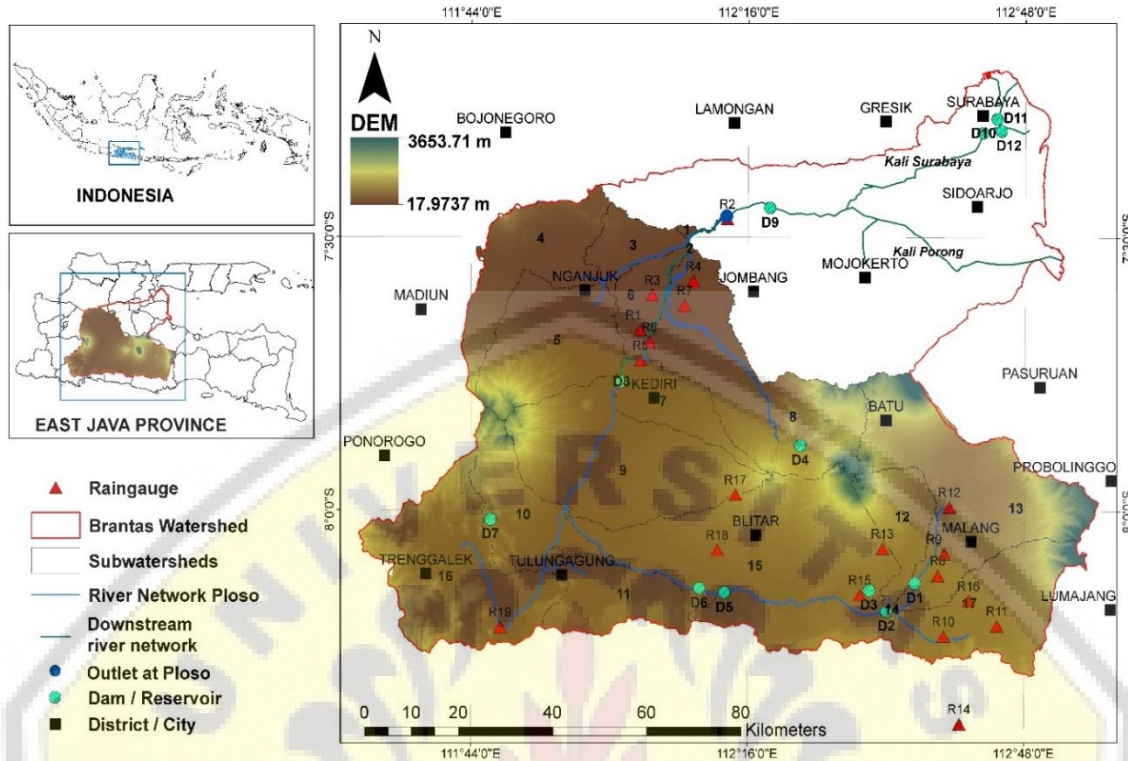 INDONESIA
EAST JAVA PROVINCE
Raingauge
Brantas Watershed
Subwatersheds
River Network Ploso
Downstream
river network
Outlet at Ploso
Dam / Reservoir
District / City
111°44'0"E
112°16'0"E
112°48'0"E
N
DEM
3653.71 m
17.9737 m
BOJONEGORO
LAMONGAN
GRESIK
SURABAYA
D11
D10
D12
Kali Surabaya
SIDOARJO
R2
D9
7°30'0"S
7°30'0"S
1
2
3
4
Kali Porong
MOJOKERTO
JOMBANG
NGANJUK
R3
R4
6
R7
MADIUN
R1
R6
R5
5
D8
KEDIRI
7
PASURUAN
8
BATU
D4
PONOROGO
9
PROBOLINGGO
R17
R12
8°0'0"S
8°0'0"S
10
D7
BLITAR
12
MALANG
13
R13
R9
R18
TRENGGALEK
16
TULUNGAGUNG
15
R8
D6
D5
R15
D3
D1
R16
LUMAJANG
11
14
D2
R19
R10
R11
R14
0
10
20
40
60
80
Kilometers
111°44'0"E
112°16'0"E
112°48'0"E
UNIVERSIT
S